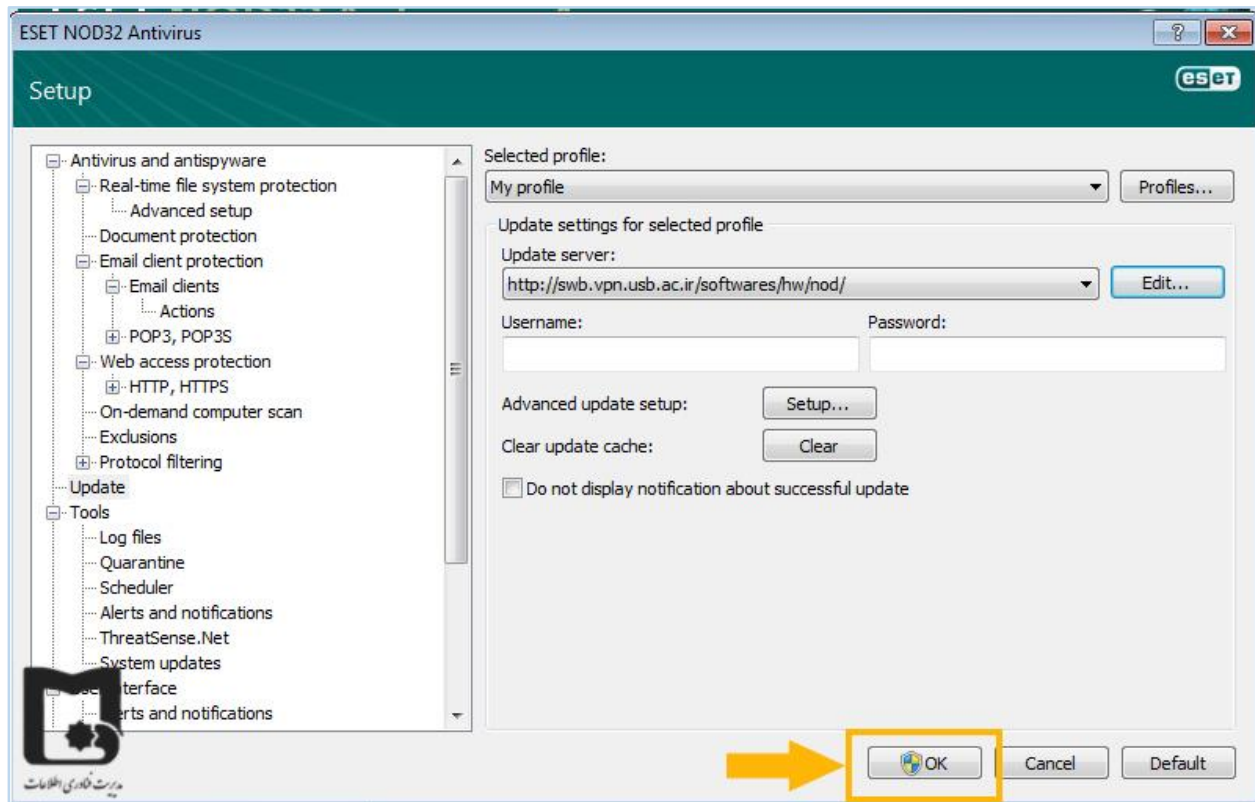 ESET NOD32 Antivirus
Setup
eset
Antivirus and antispyware
Real-time file system protection
Advanced setup
Document protection
Email client protection
Email clients
Actions
POP3, POP3S
Web access protection
HTTP, HTTPS
On-demand computer scan
Exclusions
Protocol filtering
Update
Tools
Log files
Quarantine
Scheduler
Alerts and notifications
ThreatSense.Net
System updates
terface
erts and notifications
مدیریت فناوری اطلاعات
Selected profile:
My profile
Profiles...
Update settings for selected profile
Update server:
http://swb.vpn.usb.ac.ir/softwares/hw/nod/
Edit...
Username:
Password:
Advanced update setup:
Setup...
Clear update cache:
Clear
Do not display notification about successful update
OK
Cancel
Default